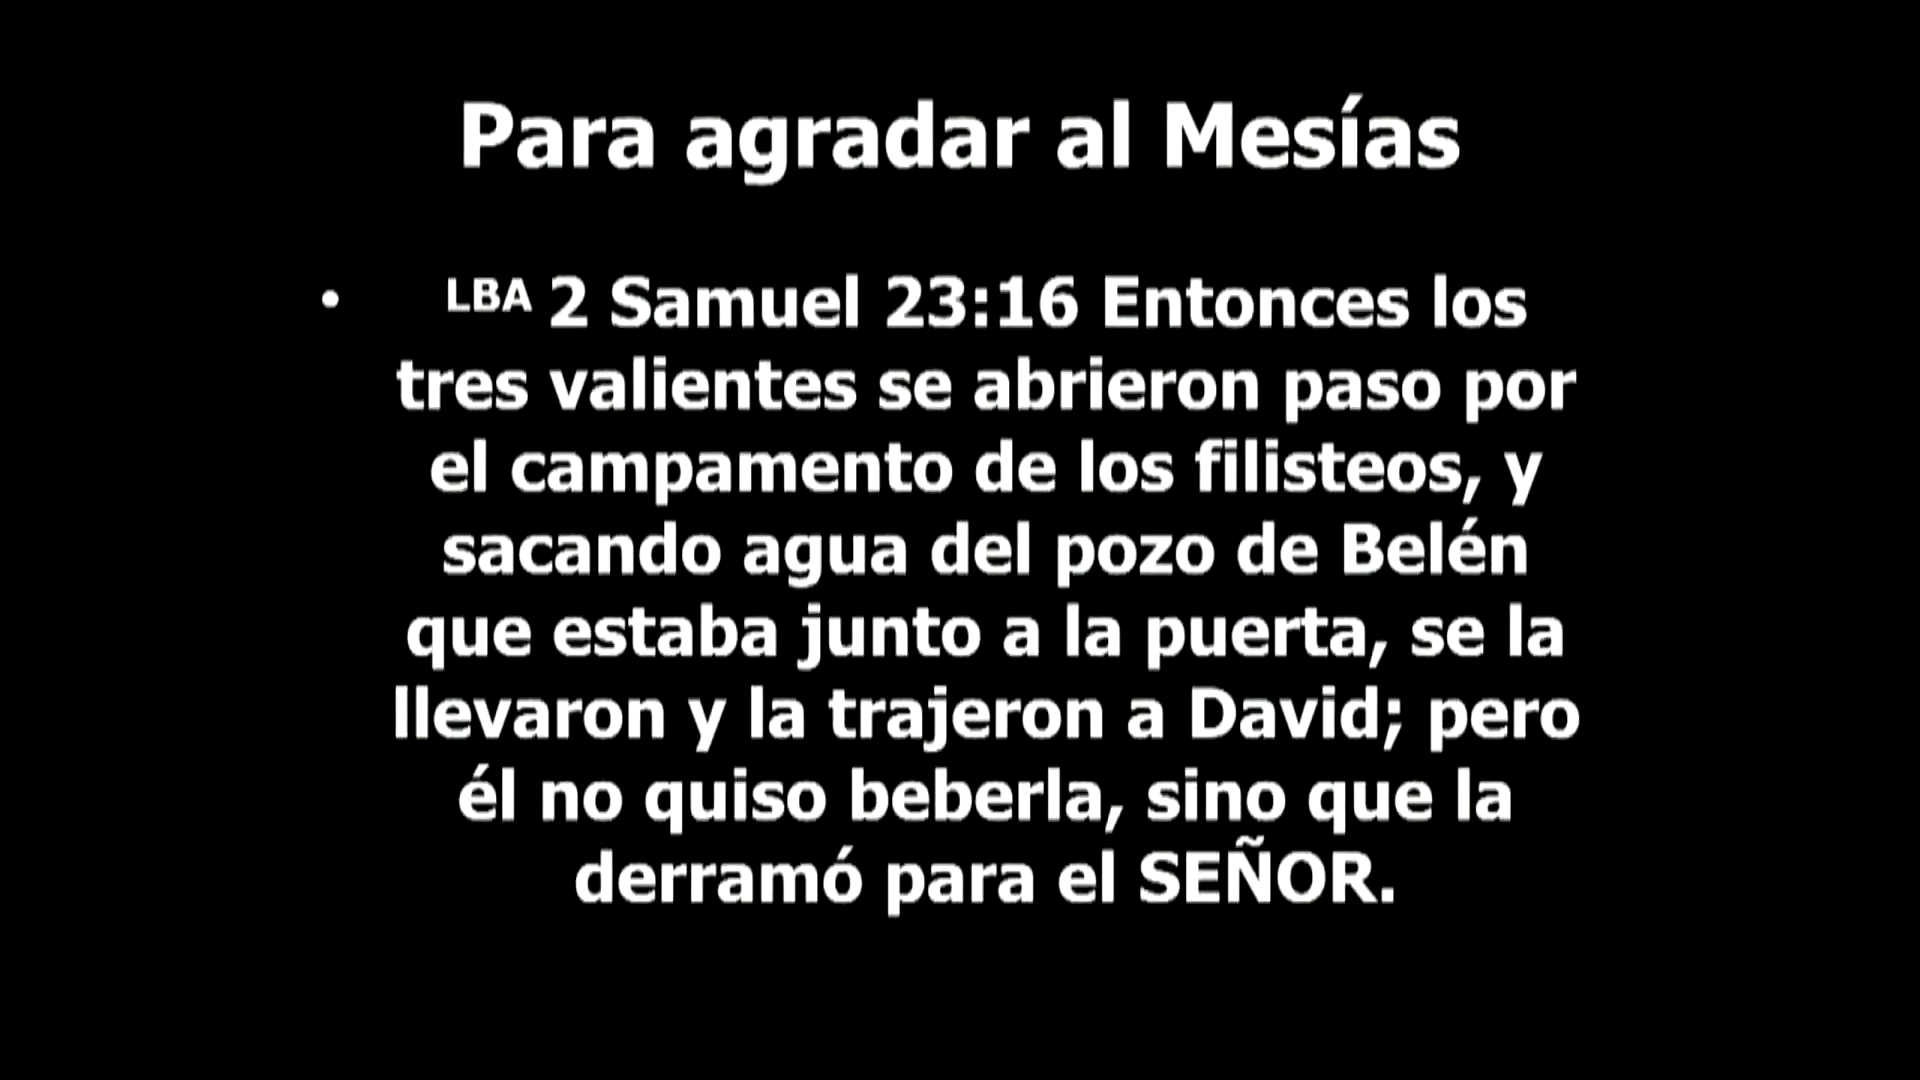 Para agradar al Mesías
• LBA 2 Samuel 23:16 Entonces los
tres valientes se abrieron paso por
el campamento de los filisteos, y
sacando agua del pozo de Belén
que estaba junto a la puerta, se la
llevaron y la trajeron a David; pero
él no quiso beberla, sino que la
derramó para el SEÑOR.